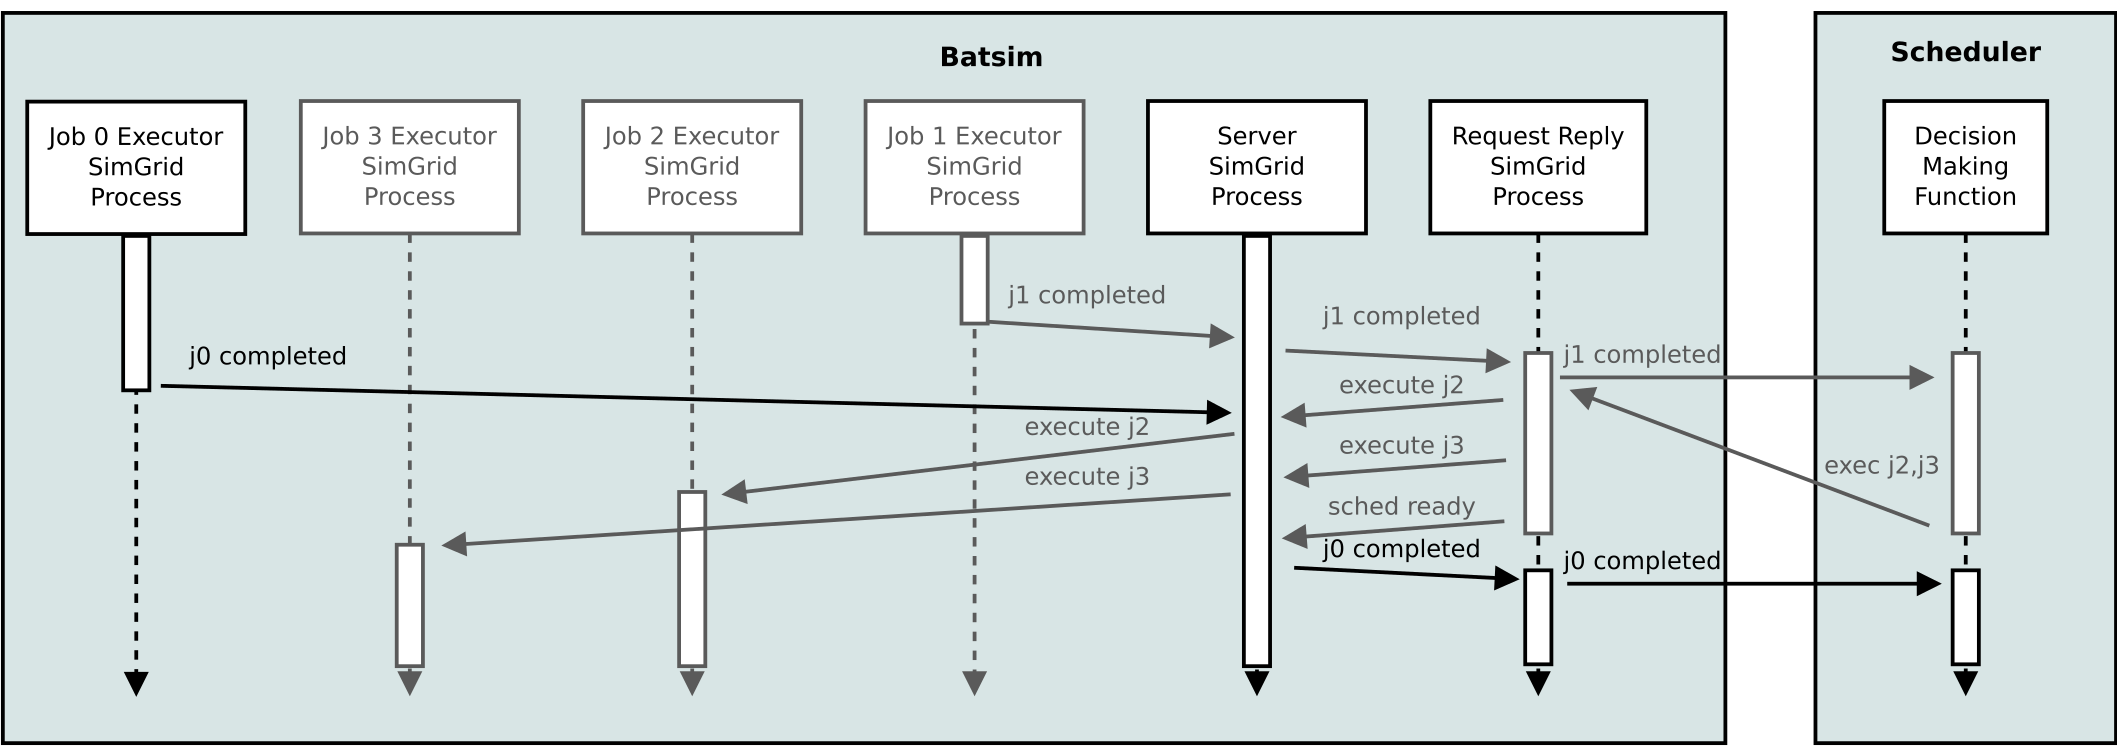 Batsim
Scheduler
Job 0 Executor
SimGrid
Process
Job 3 Executor
SimGrid
Process
Job 2 Executor
SimGrid
Process
Job 1 Executor
SimGrid
Process
Server
SimGrid
Process
Request Reply
SimGrid
Process
Decision
Making
Function
j1 completed
j1 completed
j1 completed
j0 completed
execute j2
execute j2
execute j3
exec j2,j3
execute j3
sched ready
j0 completed
j0 completed